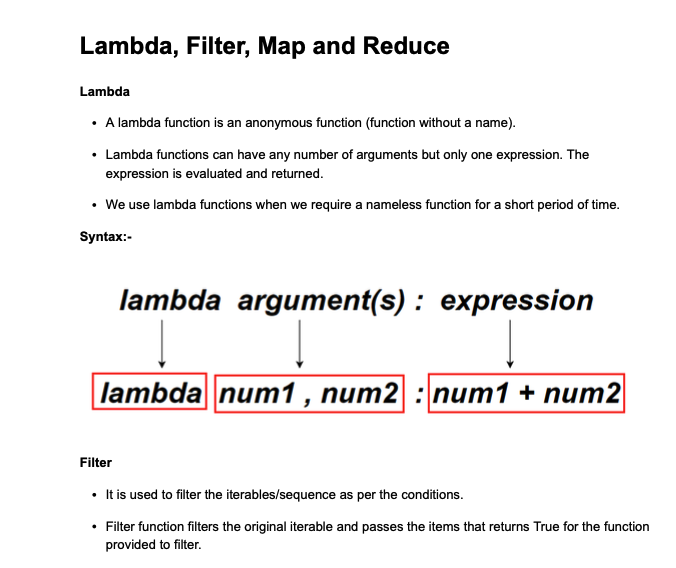 Lambda, Filter, Map and Reduce
Lambda
• A lambda function is an anonymous function (function without a name).
• Lambda functions can have any number of arguments but only one expression. The
expression is evaluated and returned.
• We use lambda functions when we require a nameless function for a short period of time.
Syntax:-
lambda argument(s) : expression
lambda num1 , num2 : num1 + num2
Filter
• It is used to filter the iterables/sequence as per the conditions.
• Filter function filters the original iterable and passes the items that returns True for the function
provided to filter.